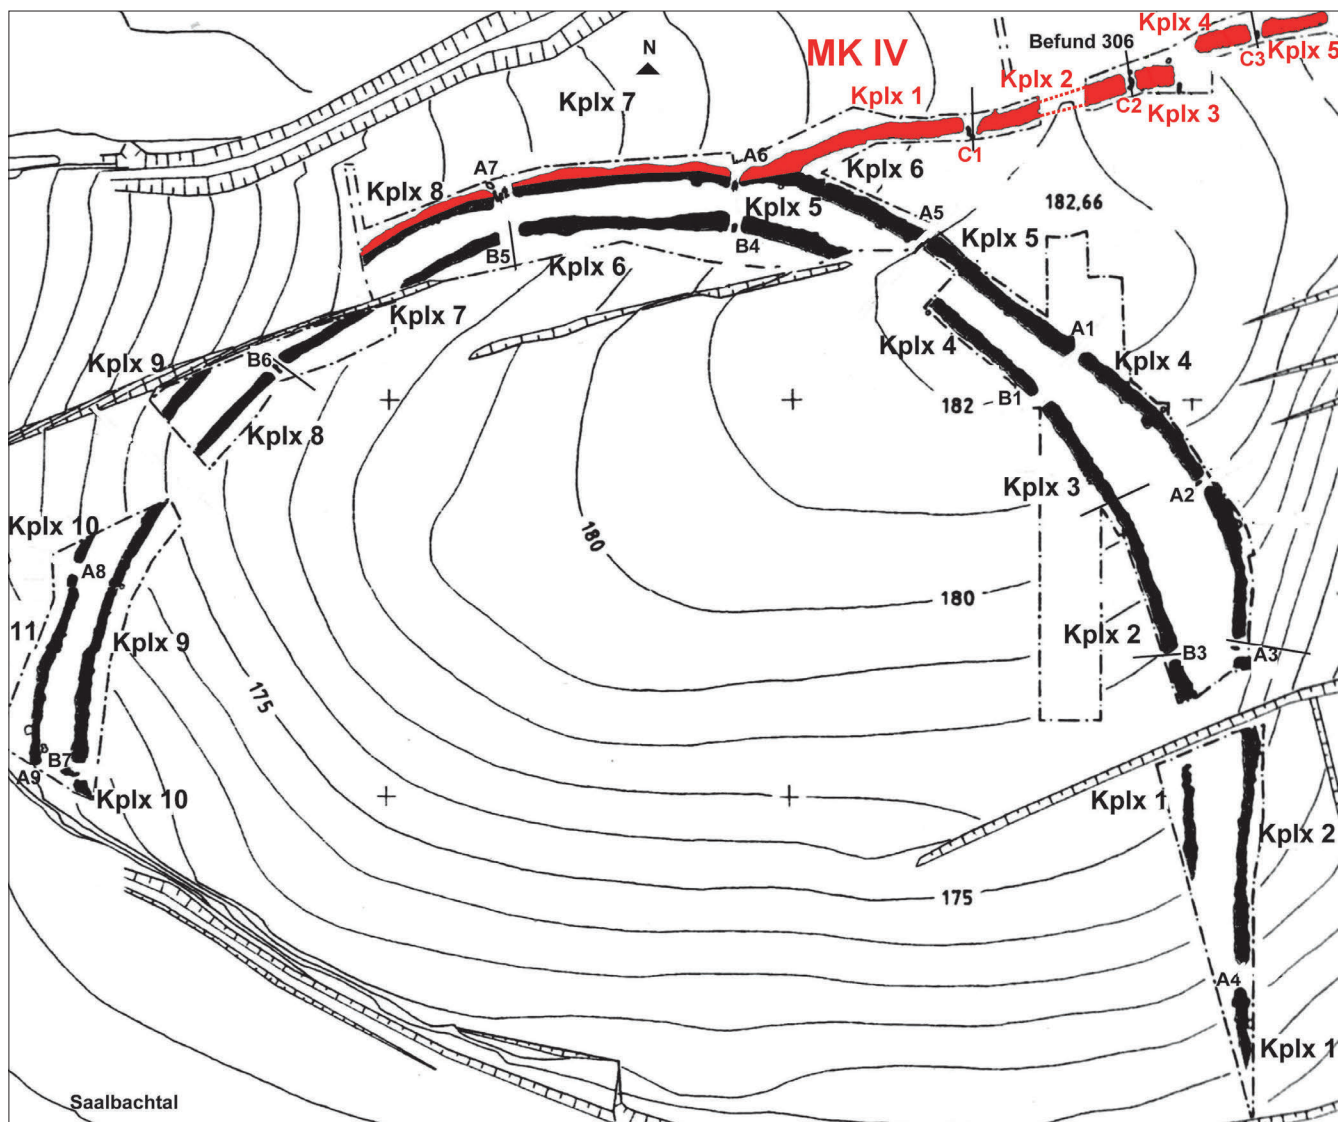 Kplx 4
Befund 306
C3
Kplx 5
N
MK IV
Kplx 7
Kplx 1
Kplx 2
C2
Kplx 3
C1
A7
A6
Kplx 8
Kplx 6
Kplx 5
A5
182,66
B5
B4
Kplx 5
Kplx 6
Kplx 7
Kplx 9
B6
Kplx 4
A1
Kplx 4
B1
182
Kplx 8
Kplx 3
A2
Kplx 10
180
A8
180
11
Kplx 9
Kplx 2
B3
A3
175
B7
A9
Kplx 10
Kplx 1
Kplx 2
175
A4
Kplx 1
Saalbachtal